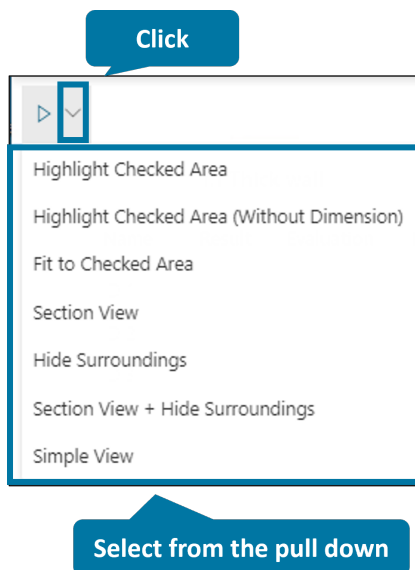 Click
Highlight Checked Area
Highlight Checked Area (Without Dimension)
Fit to Checked Area
Section View
Hide Surroundings
Section View + Hide Surroundings
Simple View
Select from the pull down